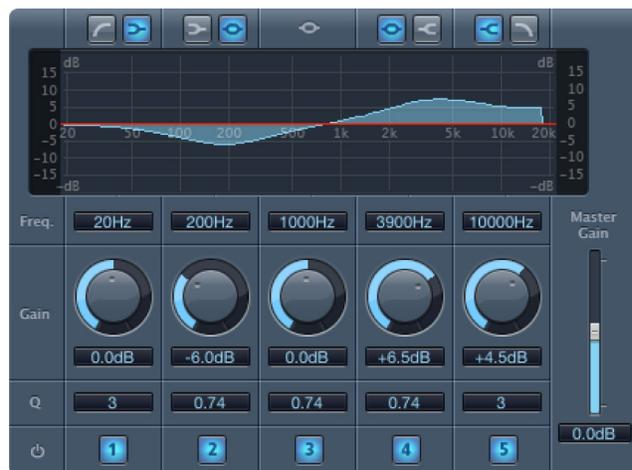 dB dB
15 15
10 10
5 5
0 20 50 100 200 500 1k 2k 5k 10k 20k 0
-5 -5
-10 -10
-15 -15
-dB -dB
Freq. 20Hz 200Hz 1000Hz 3900Hz 10000Hz Master Gain
Gain
0.0dB -6.0dB 0.0dB +6.5dB +4.5dB
Q 3 0.74 0.74 0.74 3
0.0dB
1 2 3 4 5